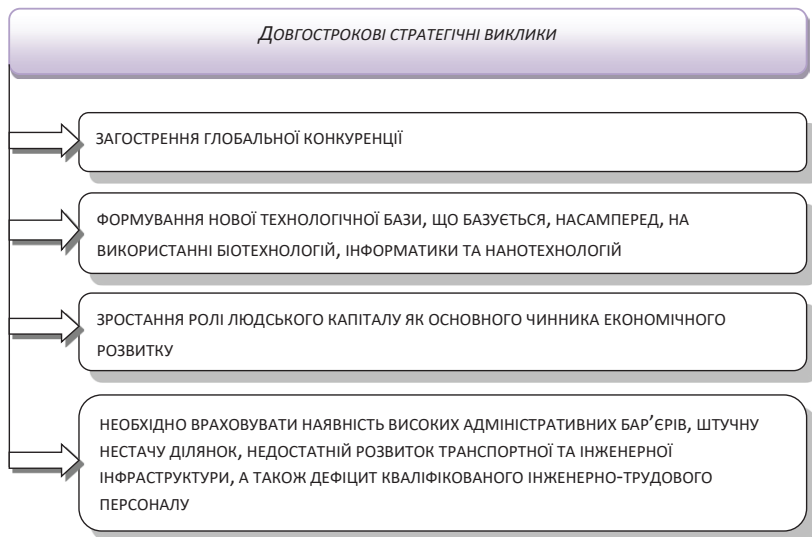 ДОВГОСТРОКОВІ СТРАТЕГІЧНІ ВИКЛИКИ
ЗАГОСТРЕННЯ ГЛОБАЛЬНОЇ КОНКУРЕНЦІЇ
ФОРМУВАННЯ НОВОЇ ТЕХНОЛОГІЧНОЇ БАЗИ, ЩО БАЗУЄТЬСЯ, НАСАМПЕРЕД, НА
ВИКОРИСТАННІ БІОТЕХНОЛОГІЙ, ІНФОРМАТИКИ ТА НАНОТЕХНОЛОГІЙ
ЗРОСТАННЯ РОЛІ ЛЮДСЬКОГО КАПІТАЛУ ЯК ОСНОВНОГО ЧИННИКА ЕКОНОМІЧНОГО
РОЗВИТКУ
НЕОБХІДНО ВРАХОВУВАТИ НАЯВНІСТЬ ВИСОКИХ АДМІНІСТРАТИВНИХ БАР’ЄРІВ, ШТУЧНУ
НЕСТАЧУ ДІЛЯНОК, НЕДОСТАТНІЙ РОЗВИТОК ТРАНСПОРТНОЇ ТА ІНЖЕНЕРНОЇ
ІНФРАСТРУКТУРИ, А ТАКОЖ ДЕФІЦИТ КВАЛІФІКОВАНОГО ІНЖЕНЕРНО-ТРУДОВОГО
ПЕРСОНАЛУ